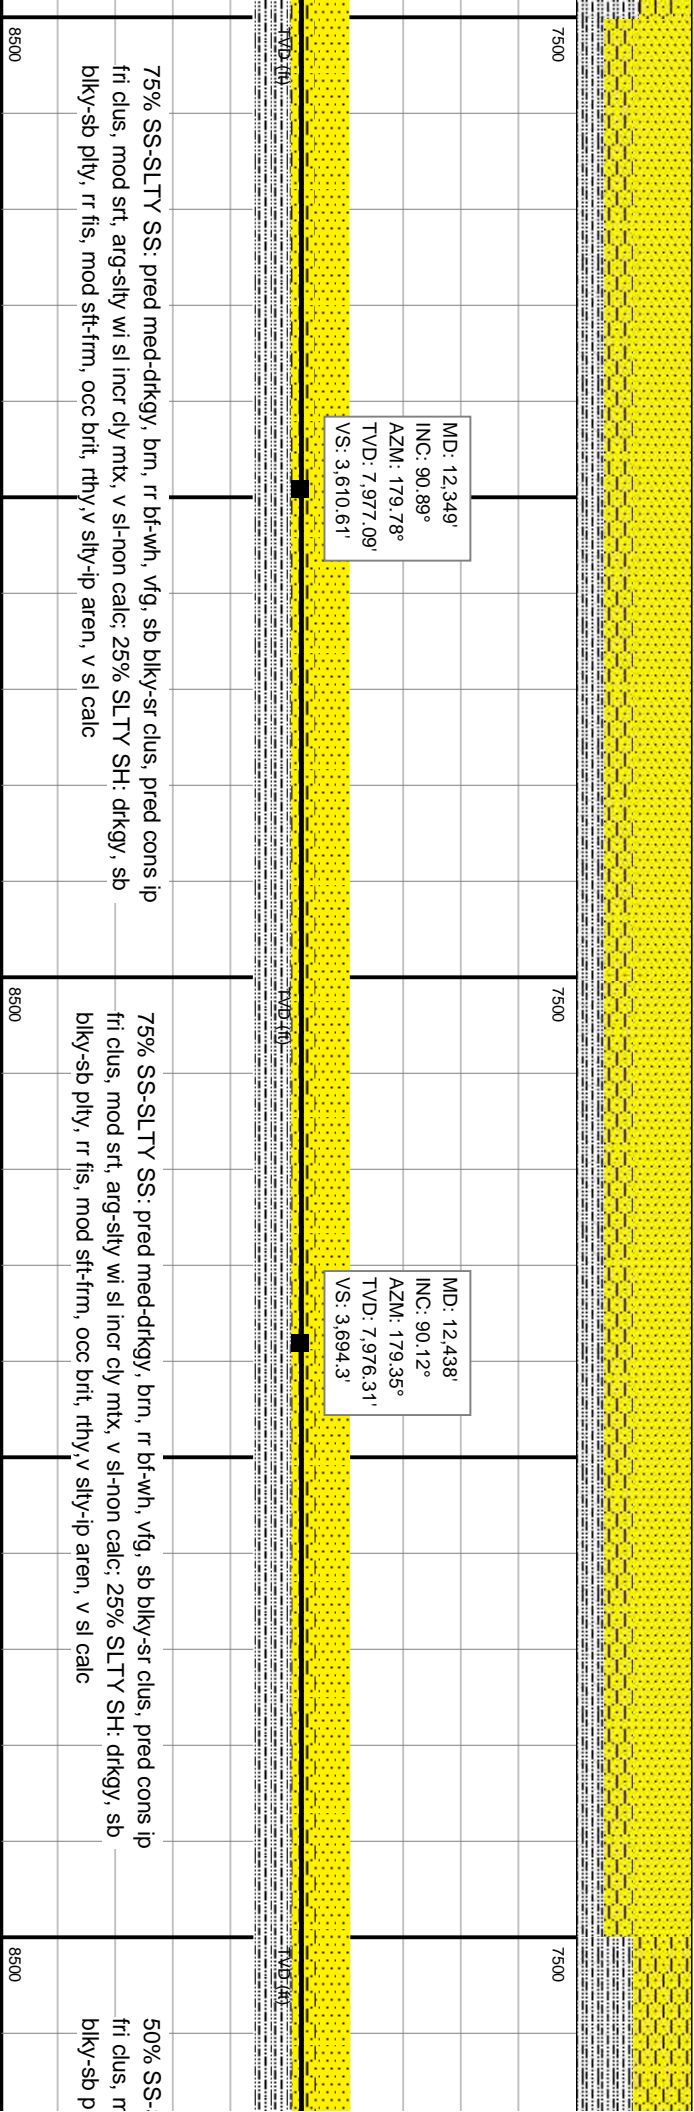 7500
7500
7500
MD: 12,349'
INC: 90.89°
AZM: 179.78°
TVD: 7,977.09'
VS: 3,610.61'
MD: 12,438'
INC: 90.12°
AZM: 179.35°
TVD: 7,976.31'
VS: 3,694.3'
TVD (ft)
TVD (ft)
TVD (ft)
75% SS-SLTY SS: pred med-drkgy, brn, rr bf-wh, vfg, sb blky-sr clus, pred cons ip
fri clus, mod srt, arg-slty wi sl incr cly mtx, v sl-non calc; 25% SLTY SH: drkgy, sb
blky-sb plty, rr fis, mod sft-frm, occ brit, rthy,v slty-ip aren, v sl calc
75% SS-SLTY SS: pred med-drkgy, brn, rr bf-wh, vfg, sb blky-sr clus, pred cons ip
fri clus, mod srt, arg-slty wi sl incr cly mtx, v sl-non calc; 25% SLTY SH: drkgy, sb
blky-sb plty, rr fis, mod sft-frm, occ brit, rthy,v slty-ip aren, v sl calc
50% SS-
fri clus, m
blky-sb p
8500
8500
8500